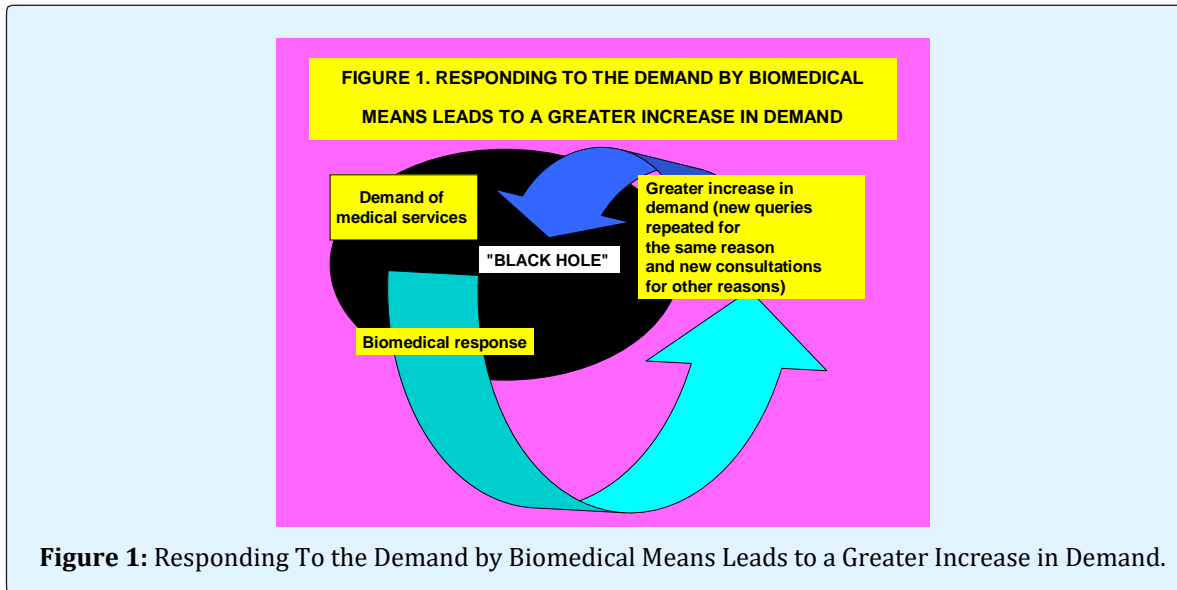 FIGURE 1. RESPONDING TO THE DEMAND BY BIOMEDICAL
MEANS LEADS TO A GREATER INCREASE IN DEMAND
Demand of
medical services
"BLACK HOLE"
Greater increase in
demand (new queries
repeated for
the same reason
and new consultations
for other reasons)
Biomedical response
Figure 1: Responding To the Demand by Biomedical Means Leads to a Greater Increase in Demand.